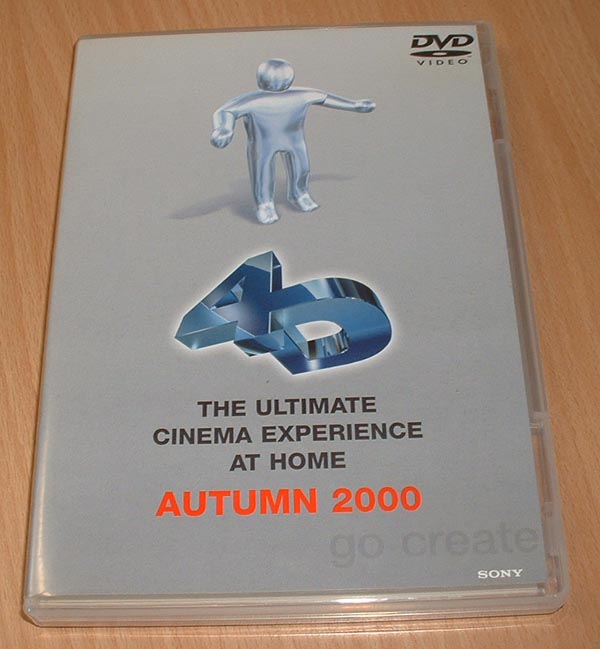 DVD
VIDEO
4D
THE ULTIMATE
CINEMA EXPERIENCE
AT HOME
AUTUMN 2000
go create
SONY